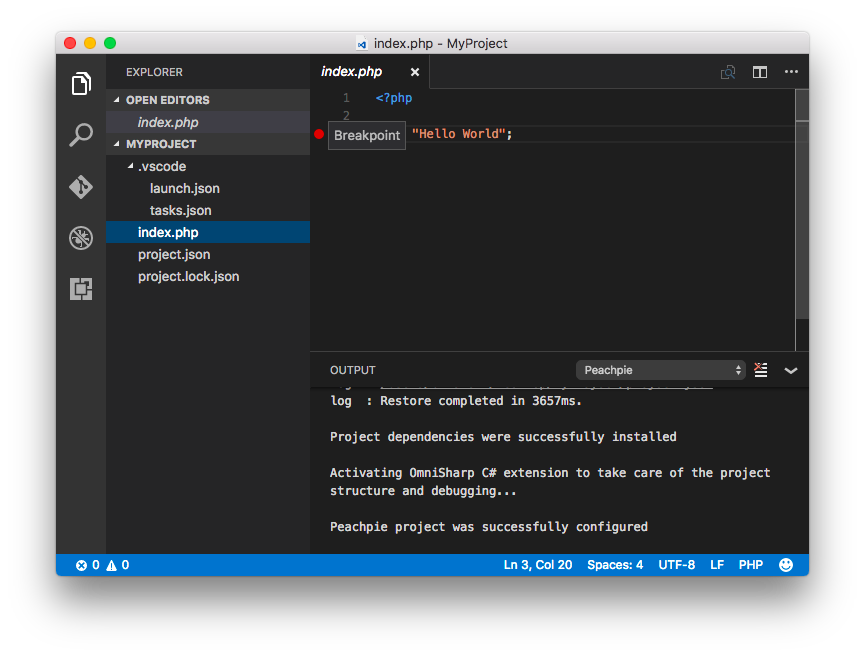 index.php - MyProject
EXPLORER
OPEN EDITORS
index.php
MYPROJECT
.vscode
launch.json
tasks.json
index.php
project.json
project.lock.json
index.php
1 <?php
2
Breakpoint "Hello World";
OUTPUT
Peachpie
log : Restore completed in 3657ms.
Project dependencies were successfully installed
Activating OmniSharp C# extension to take care of the project
structure and debugging...
Peachpie project was successfully configured
0 0
Ln 3, Col 20 Spaces: 4 UTF-8 LF PHP